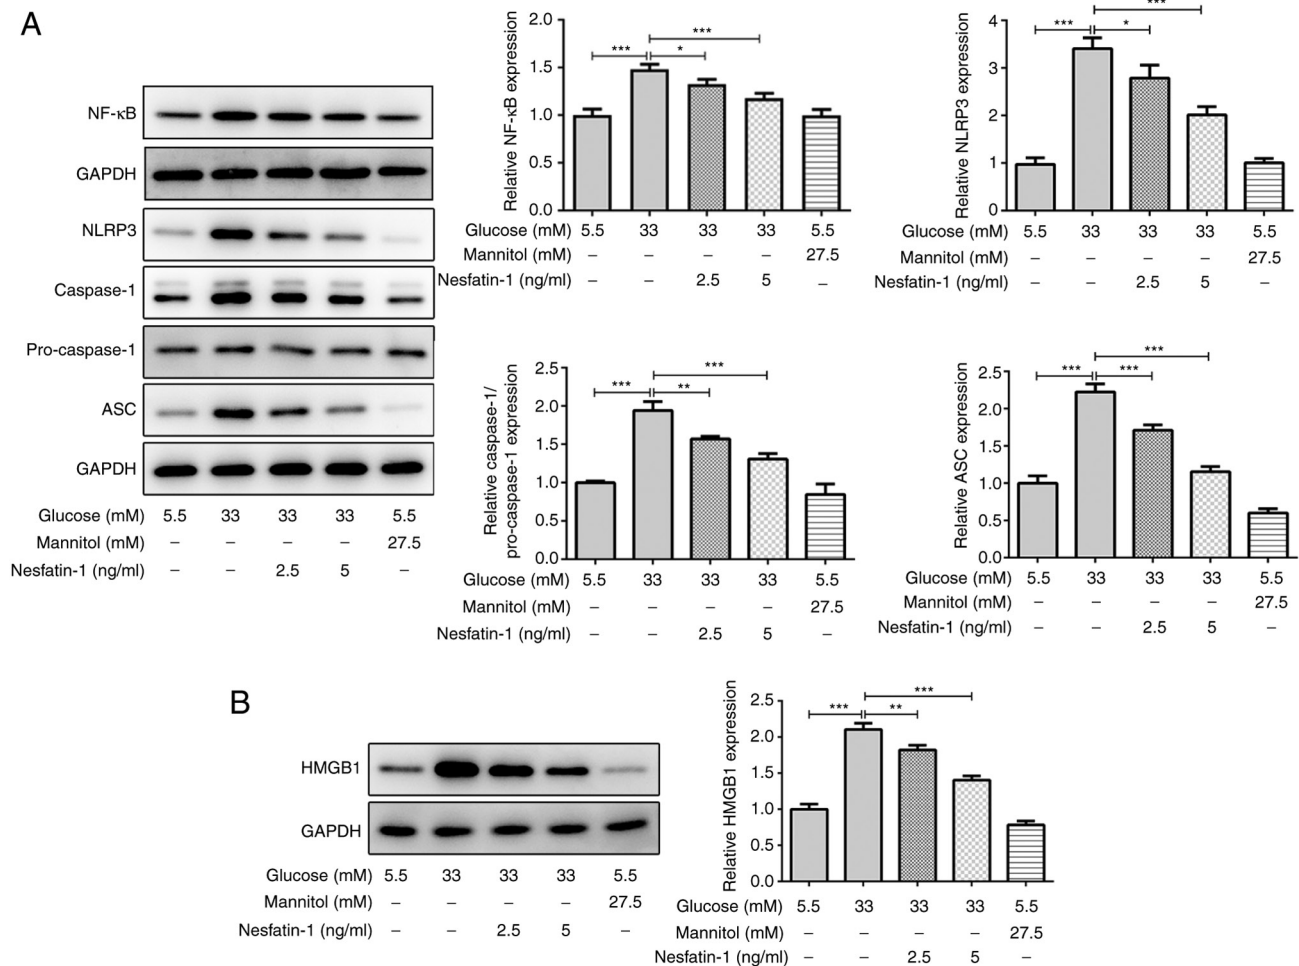 A
NF-κB
GAPDH
NLRP3
Caspase-1
Pro-caspase-1
ASC
GAPDH
Glucose (mM) 5.5 33 33 33 5.5
Mannitol (mM) – – – – 27.5
Nesfatin-1 (ng/ml) – – 2.5 5 –
Relative NF-κB expression
2.0
1.5
1.0
0.5
0.0
*** * ***
Glucose (mM) 5.5 33 33 33 5.5
Mannitol (mM) – – – – 27.5
Nesfatin-1 (ng/ml) – – 2.5 5 –
Relative NLRP3 expression
4
3
2
1
0
*** * ***
Glucose (mM) 5.5 33 33 33 5.5
Mannitol (mM) – – – – 27.5
Nesfatin-1 (ng/ml) – – 2.5 5 –
Relative caspase-1/
pro-caspase-1 expression
2.5
2.0
1.5
1.0
0.5
0.0
*** ** ***
Glucose (mM) 5.5 33 33 33 5.5
Mannitol (mM) – – – – 27.5
Nesfatin-1 (ng/ml) – – 2.5 5 –
Relative ASC expression
2.5
2.0
1.5
1.0
0.5
0.0
*** *** ***
Glucose (mM) 5.5 33 33 33 5.5
Mannitol (mM) – – – – 27.5
Nesfatin-1 (ng/ml) – – 2.5 5 –
B
HMGB1
GAPDH
Glucose (mM) 5.5 33 33 33 5.5
Mannitol (mM) – – – – 27.5
Nesfatin-1 (ng/ml) – – 2.5 5 –
Relative HMGB1 expression
2.5
2.0
1.5
1.0
0.5
0.0
*** ** ***
Glucose (mM) 5.5 33 33 33 5.5
Mannitol (mM) – – – – 27.5
Nesfatin-1 (ng/ml) – – 2.5 5 –